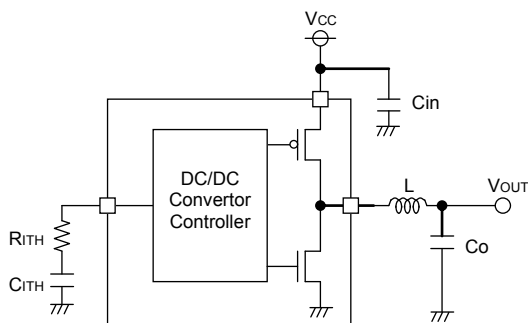 VCC
Cin
DC/DC
Convertor
Controller
L
VOUT
RITH
Co
CITH